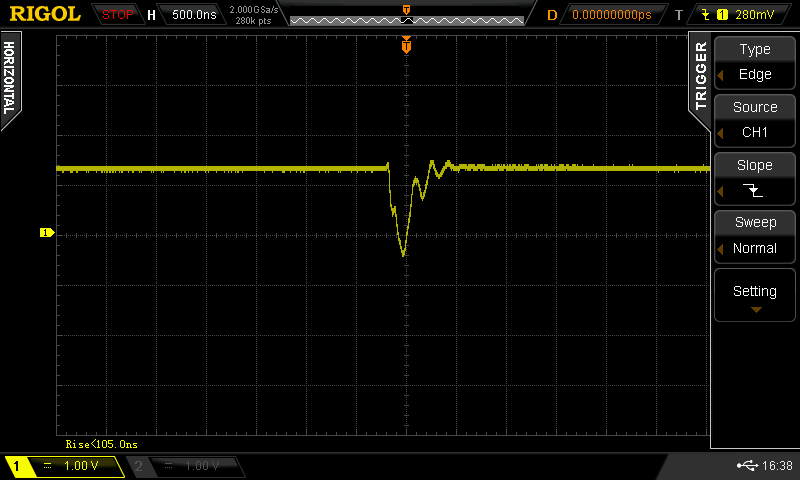 RIGOL STOP H 500.0ns 2.000GSa/s D 0.00000000ps T 1 280mV
280k pts
T
T
HORIZONTAL
TRIGGER
Type
Edge
Source
CH1
Slope
Sweep
Normal
Setting
1
Rise<105.0ns
1 1.00 V 2 1.00 V 16:38